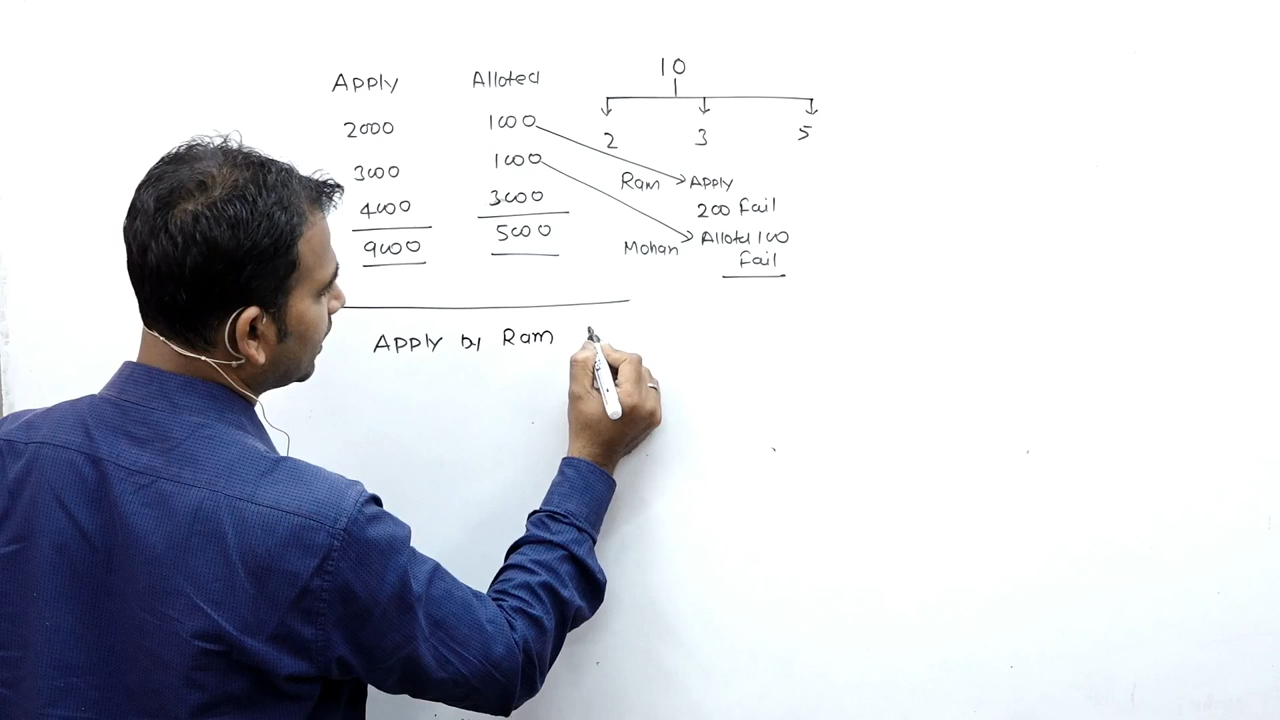 Apply Alloted
2000 1000
3000 1000
4000 3000
9000 5000
10
2 3 5
Ram Apply
200 Fail
Mohan Alloted 100
Fail
Apply by Ram